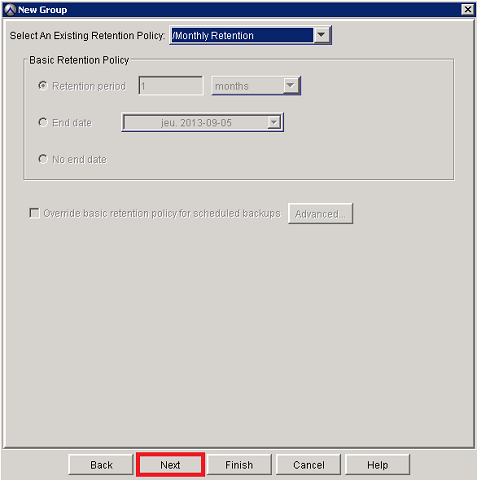 New Group
Select An Existing Retention Policy: /Monthly Retention
Basic Retention Policy
Retention period 1 months
End date jeu. 2013-09-05
No end date
Override basic retention policy for scheduled backups Advanced...
Back Next Finish Cancel Help